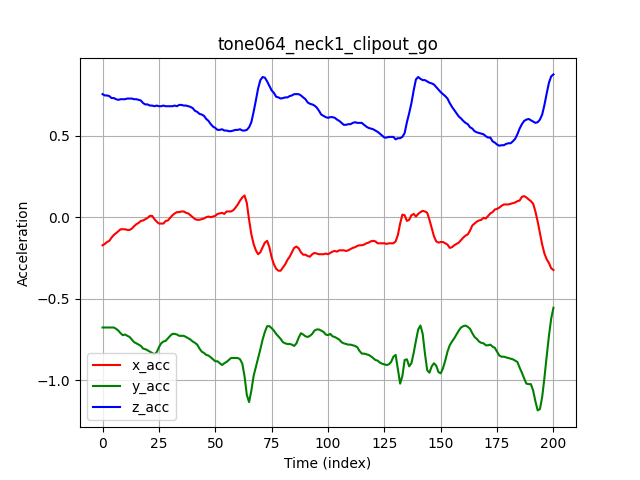 tone064_neck1_clipout_go
Acceleration
0.5
0.0
−0.5
−1.0
x_acc
y_acc
z_acc
0 25 50 75 100 125 150 175 200
Time (index)